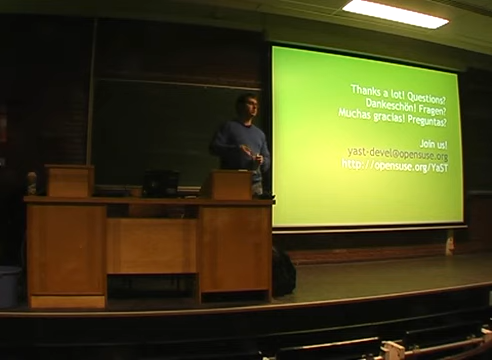 Thanks a lot! Questions?
Dankeschön! Fragen?
Muchas gracias! Preguntas?
Join us!
yast-devel@opensuse.org
http://opensuse.org/YaST